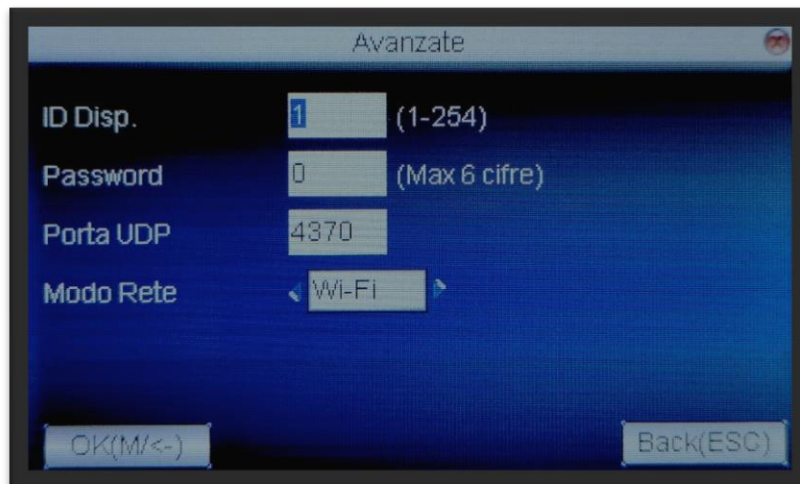 Avanzate
ID Disp. 1 (1-254)
Password 0 (Max 6 cifre)
Porta UDP 4370
Modo Rete Wi-Fi
OK(M/<-) Back(ESC)